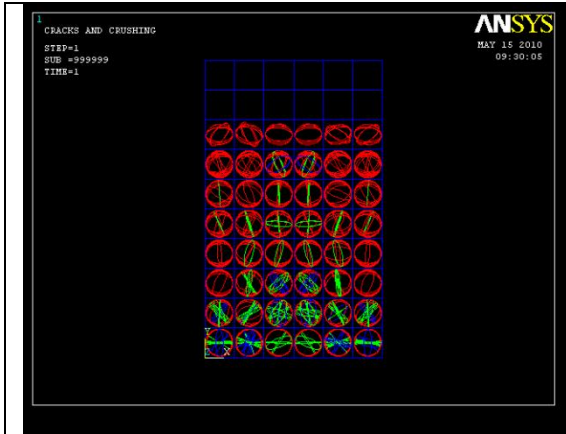 1
CRACKS AND CRUSHING
STEP=1
SUB =999999
TIME=1
ANSYS
MAY 15 2010
09:30:05
Y
Z X